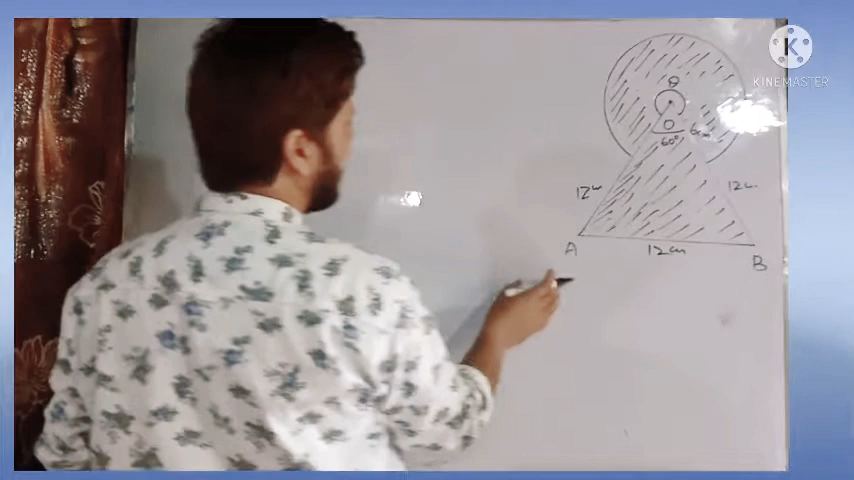 K
KINEMASTER
θ
O
60°
6cm
12cm
12cm
A
12cm
B